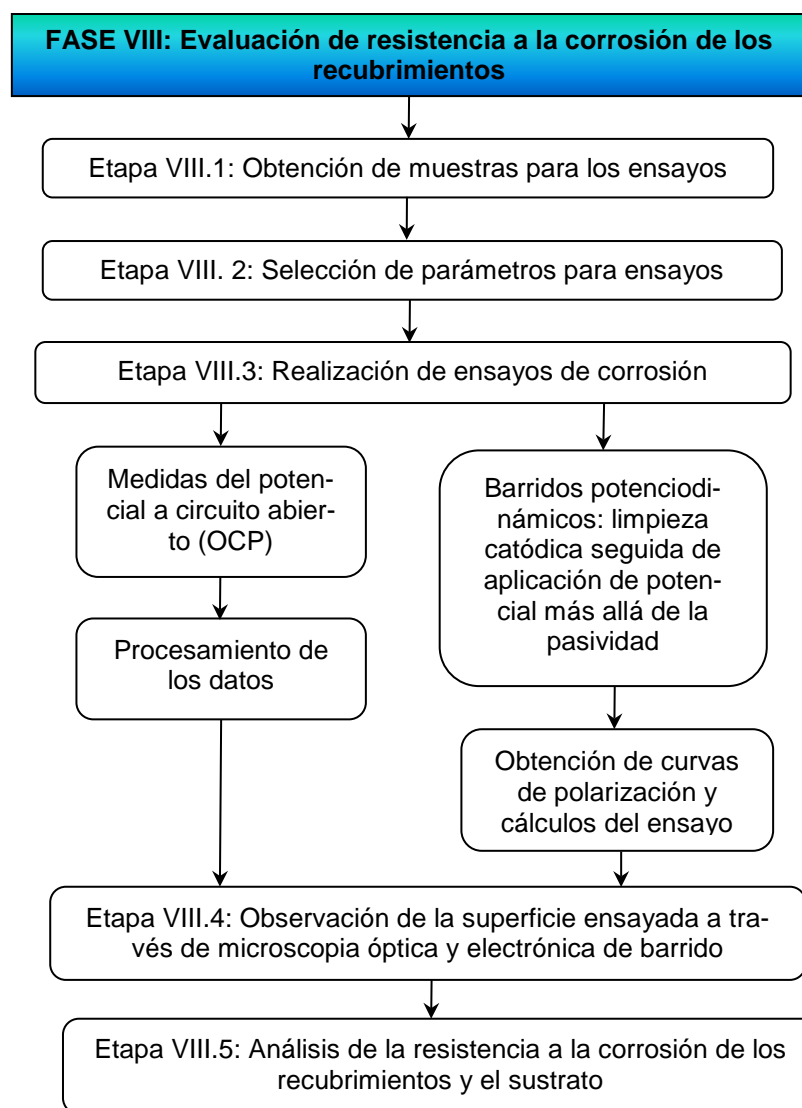 FASE VIII: Evaluación de resistencia a la corrosión de los
recubrimientos
Etapa VIII.1: Obtención de muestras para los ensayos
Etapa VIII. 2: Selección de parámetros para ensayos
Etapa VIII.3: Realización de ensayos de corrosión
Medidas del poten-
cial a circuito abier-
to (OCP)
Procesamiento de
los datos
Barridos potenciodi-
námicos: limpieza
catódica seguida de
aplicación de poten-
cial más allá de la
pasividad
Obtención de curvas
de polarización y
cálculos del ensayo
Etapa VIII.4: Observación de la superficie ensayada a tra-
vés de microscopia óptica y electrónica de barrido
Etapa VIII.5: Análisis de la resistencia a la corrosión de los
recubrimientos y el sustrato